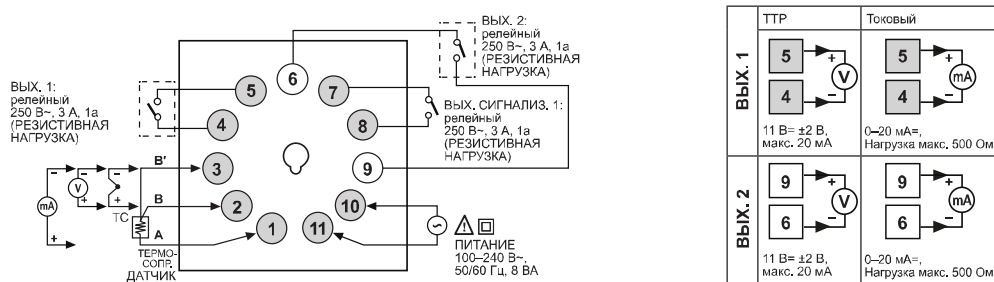 ВЫХ. 2:
релейный
250 В~, 3 А, 1a
(РЕЗИСТИВНАЯ
НАГРУЗКА)
ВЫХ. 1:
релейный
250 В~, 3 А, 1a
(РЕЗИСТИВНАЯ
НАГРУЗКА)
ВЫХ. СИГНАЛИЗ. 1:
релейный
250 В~, 3 А, 1a
(РЕЗИСТИВНАЯ
НАГРУЗКА)
6
5
7
4
8
3
9
2
10
1
11
B'
B
A
- - -
mA
V
+ +
+
ТС
ТЕРМО-
СОПР.
ДАТЧИК
~
ПИТАНИЕ
100–240 В~,
50/60 Гц, 8 ВА
ТТР
Токовый
ВЫХ. 1
5
+
V
4
−
5
+
mA
4
−
11 В= ±2 В,
макс. 20 мА
0–20 мА=,
Нагрузка макс. 500 Ом
ВЫХ. 2
9
+
V
6
−
9
+
mA
6
−
11 В= ±2 В,
макс. 20 мА
0–20 мА=,
Нагрузка макс. 500 Ом